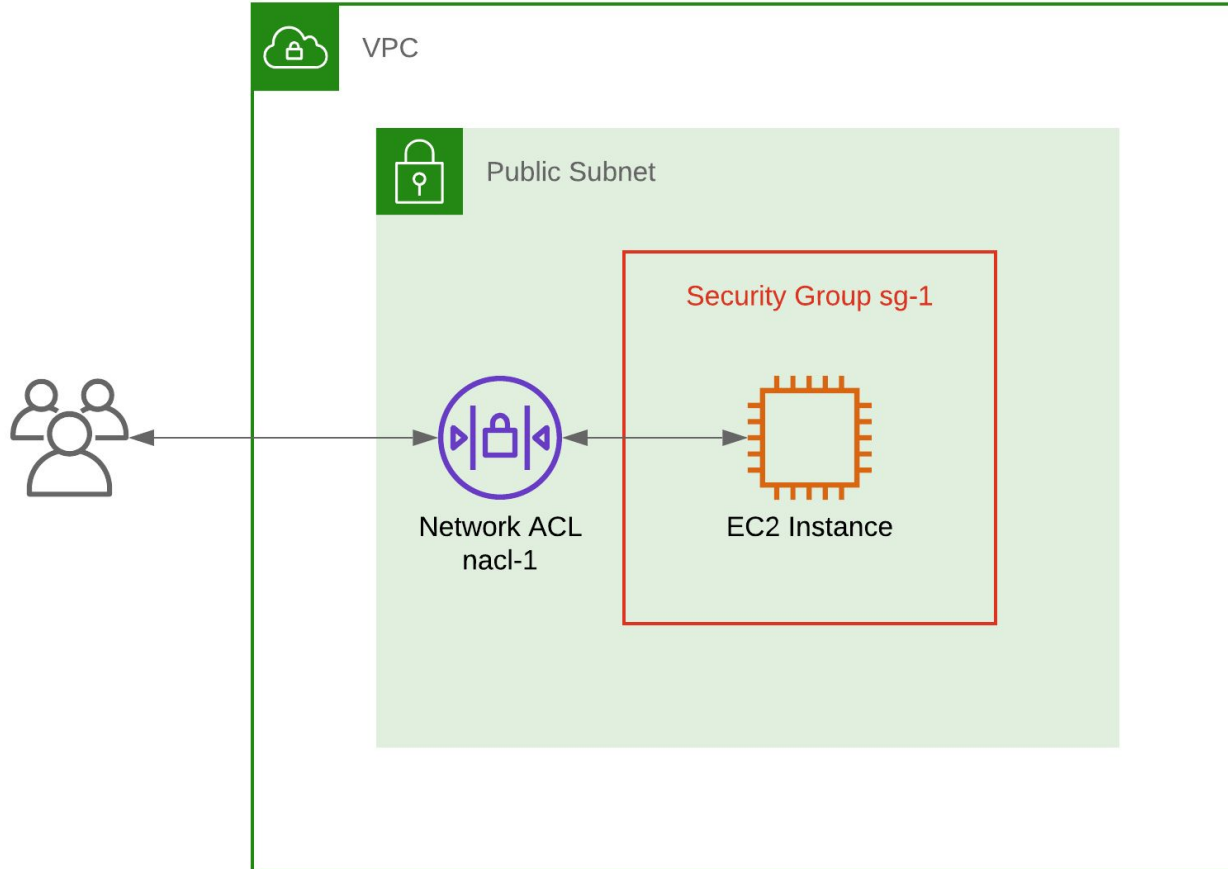 VPC
Public Subnet
Security Group sg-1
Network ACL
nacl-1
EC2 Instance